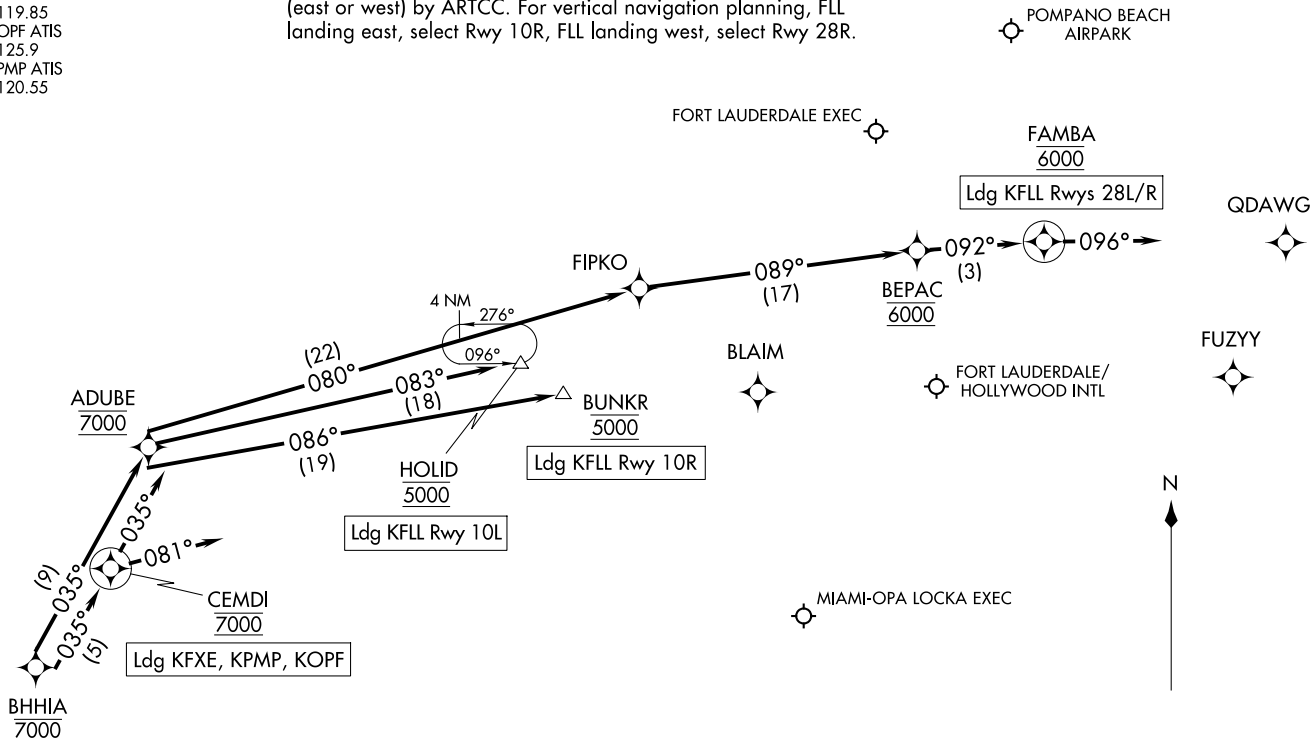 119.85
OPF ATIS
125.9
PMP ATIS
120.55
(east or west) by ARTCC. For vertical navigation planning, FLL
landing east, select Rwy 10R, FLL landing west, select Rwy 28R.
POMPANO BEACH
AIRPARK
FORT LAUDERDALE EXEC
FAMBA
6000
Ldg KFLL Rwys 28L/R
QDAWG
FIPKO
089°
(17)
092°
(3)
096°
BEPAC
6000
4 NM
276°
096°
(22)
080°
083°
(18)
BLAIM
FUZYY
FORT LAUDERDALE/
HOLLYWOOD INTL
ADUBE
7000
086°
(19)
BUNKR
5000
Ldg KFLL Rwy 10R
HOLID
5000
Ldg KFLL Rwy 10L
N
035°
081°
(9)
035°
035°
(5)
CEMDI
7000
Ldg KFXE, KPMP, KOPF
MIAMI-OPA LOCKA EXEC
BHHIA
7000